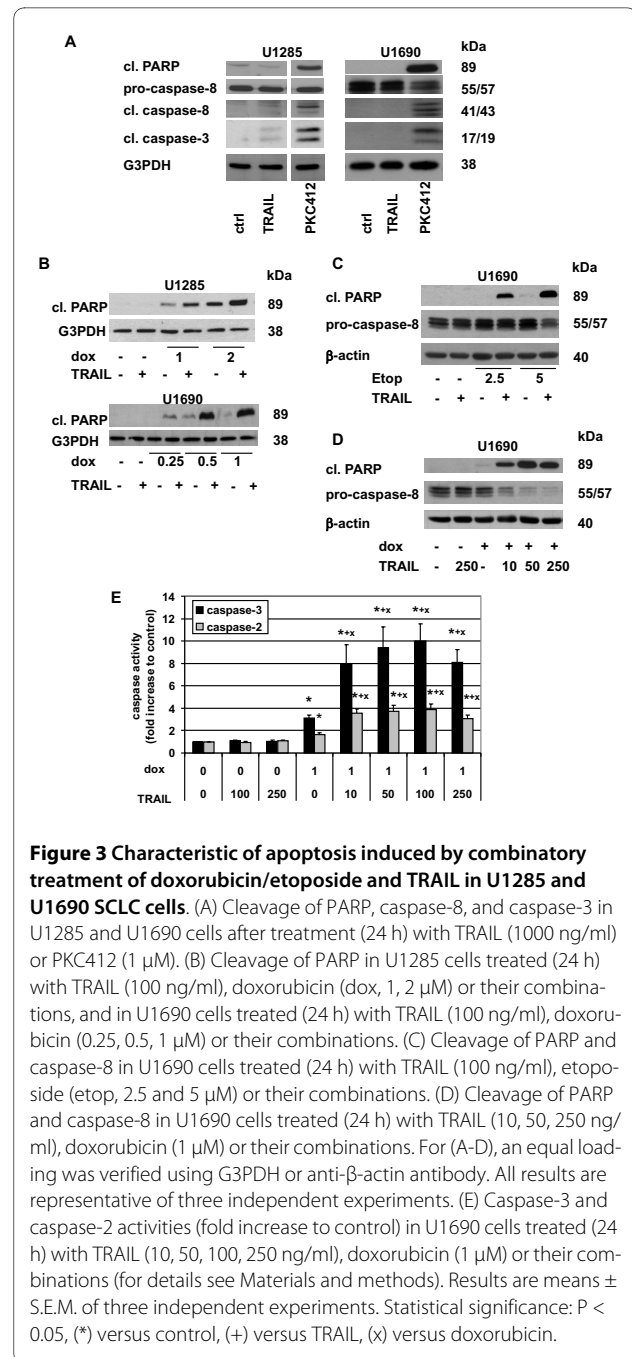 A
U1285 U1690 kDa
cl. PARP 89
pro-caspase-8 55/57
cl. caspase-8 41/43
cl. caspase-3 17/19
G3PDH 38
ctrl TRAIL PKC412 ctrl TRAIL PKC412
B
U1285 kDa
cl. PARP 89
G3PDH 38
dox - - 1 2
TRAIL - + - + - +
U1690
cl. PARP 89
G3PDH 38
dox - - 0.25 0.5 1
TRAIL - + - + - + - +
C
U1690 kDa
cl. PARP 89
pro-caspase-8 55/57
β-actin 40
Etop - - 2.5 5
TRAIL - + - + - +
D
U1690
cl. PARP 89
pro-caspase-8 55/57
β-actin 40
dox - - + + + +
TRAIL - 250 - 10 50 250
E
caspase activity
(fold increase to control)
14
12
10
8
6
4
2
0
caspase-3
caspase-2
* * *+x *+x *+x *+x *+x *+x *+x *+x
dox 0 0 0 1 1 1 1 1
TRAIL 0 100 250 0 10 50 100 250
Figure 3 Characteristic of apoptosis induced by combinatory
treatment of doxorubicin/etoposide and TRAIL in U1285 and
U1690 SCLC cells. (A) Cleavage of PARP, caspase-8, and caspase-3 in
U1285 and U1690 cells after treatment (24 h) with TRAIL (1000 ng/ml)
or PKC412 (1 μM). (B) Cleavage of PARP in U1285 cells treated (24 h)
with TRAIL (100 ng/ml), doxorubicin (dox, 1, 2 μM) or their combina-
tions, and in U1690 cells treated (24 h) with TRAIL (100 ng/ml), doxoru-
bicin (0.25, 0.5, 1 μM) or their combinations. (C) Cleavage of PARP and
caspase-8 in U1690 cells treated (24 h) with TRAIL (100 ng/ml), etopo-
side (etop, 2.5 and 5 μM) or their combinations. (D) Cleavage of PARP
and caspase-8 in U1690 cells treated (24 h) with TRAIL (10, 50, 250 ng/
ml), doxorubicin (1 μM) or their combinations. For (A-D), an equal load-
ing was verified using G3PDH or anti-β-actin antibody. All results are
representative of three independent experiments. (E) Caspase-3 and
caspase-2 activities (fold increase to control) in U1690 cells treated (24
h) with TRAIL (10, 50, 100, 250 ng/ml), doxorubicin (1 μM) or their com-
binations (for details see Materials and methods). Results are means ±
S.E.M. of three independent experiments. Statistical significance: P <
0.05, (*) versus control, (+) versus TRAIL, (x) versus doxorubicin.